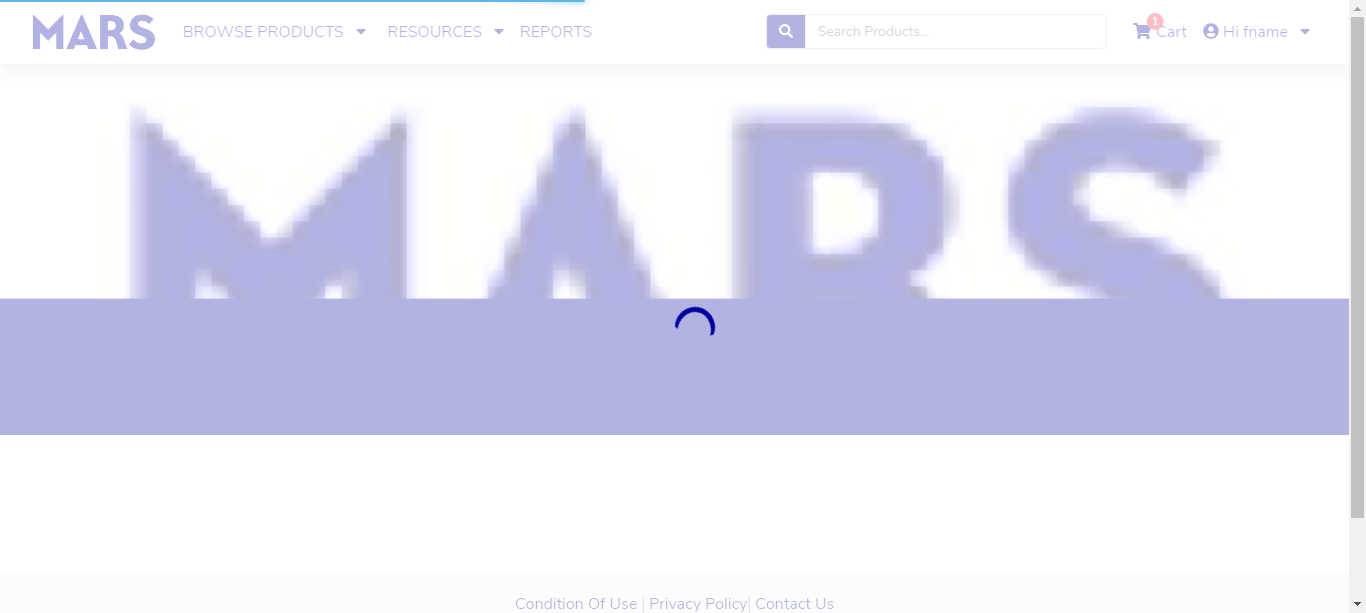 MARS BROWSE PRODUCTS RESOURCES REPORTS Search Products... 1 Cart Hi fname
MARS
Condition Of Use | Privacy Policy| Contact Us